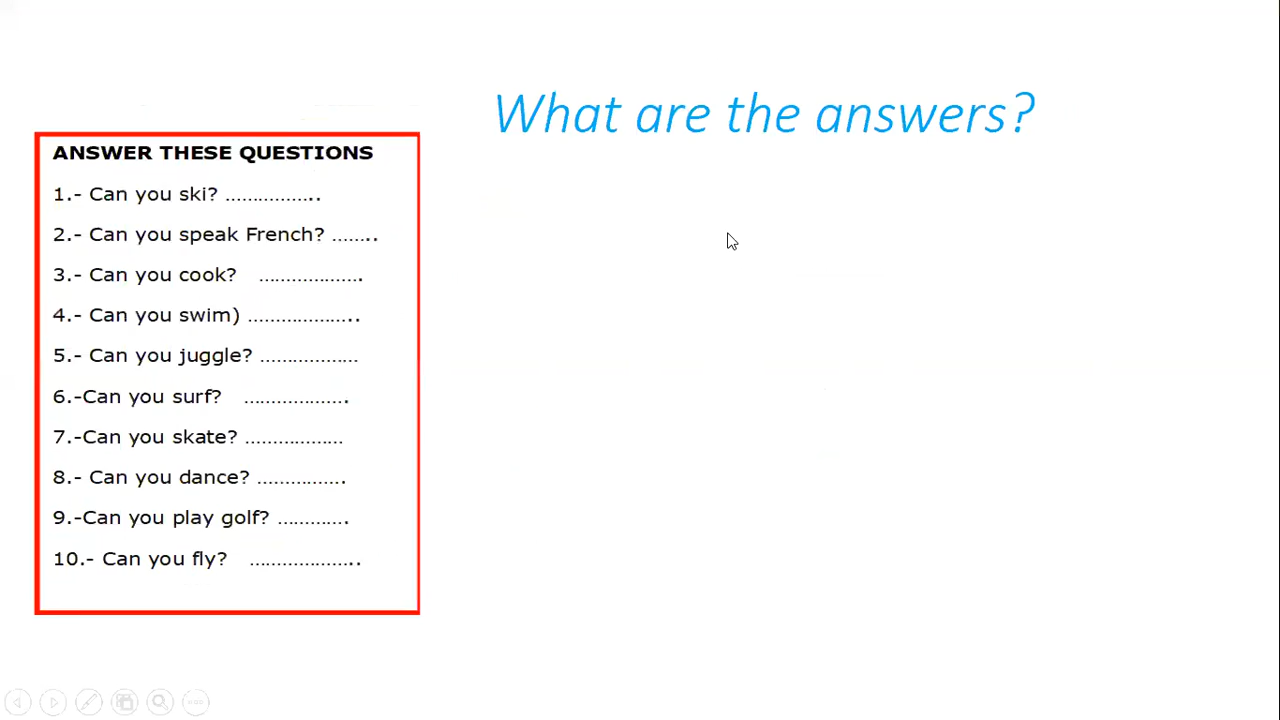 What are the answers?
ANSWER THESE QUESTIONS
1.- Can you ski? ……………..
2.- Can you speak French? ……..
3.- Can you cook? ……………….
4.- Can you swim) ………………..
5.- Can you juggle? ………………
6.-Can you surf? ……………….
7.-Can you skate? ………………
8.- Can you dance? …………….
9.-Can you play golf? ………….
10.- Can you fly? ………………..